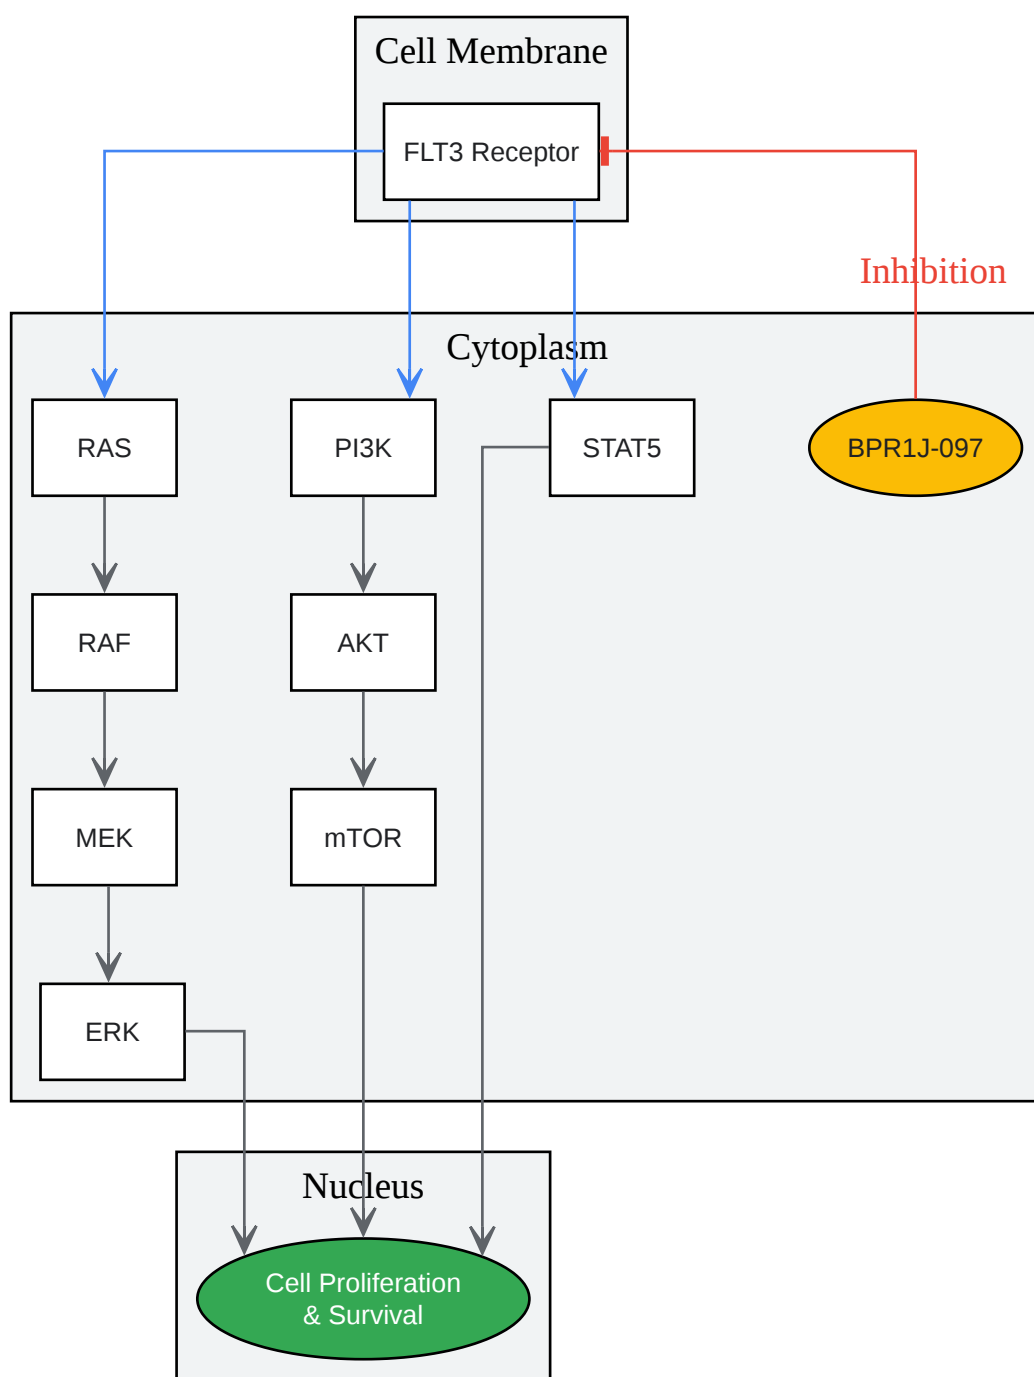 Cell Membrane
FLT3 Receptor
Inhibition
Cytoplasm
RAS
PI3K
STAT5
BPR1J-097
RAF
AKT
MEK
mTOR
ERK
Nucleus
Cell Proliferation
& Survival